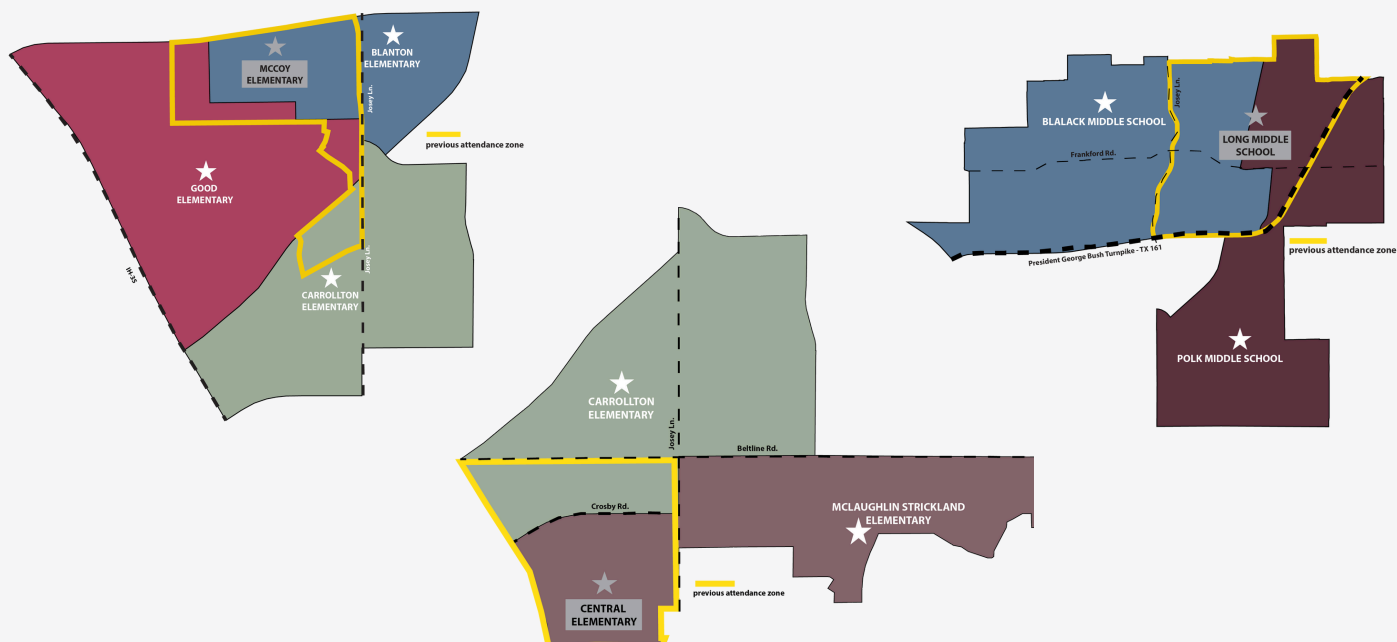 MCCOY
ELEMENTARY
BLANTON
ELEMENTARY
Josey Ln.
previous attendance zone
GOOD
ELEMENTARY
Josey Ln.
IH-35
CARROLLTON
ELEMENTARY
CARROLLTON
ELEMENTARY
Josey Ln.
Beltline Rd.
Crosby Rd.
MCLAUGHLIN STRICKLAND
ELEMENTARY
previous attendance zone
CENTRAL
ELEMENTARY
BLALACK MIDDLE SCHOOL
Josey Ln.
LONG MIDDLE
SCHOOL
Frankford Rd.
previous attendance zone
President George Bush Turnpike - TX 161
POLK MIDDLE SCHOOL